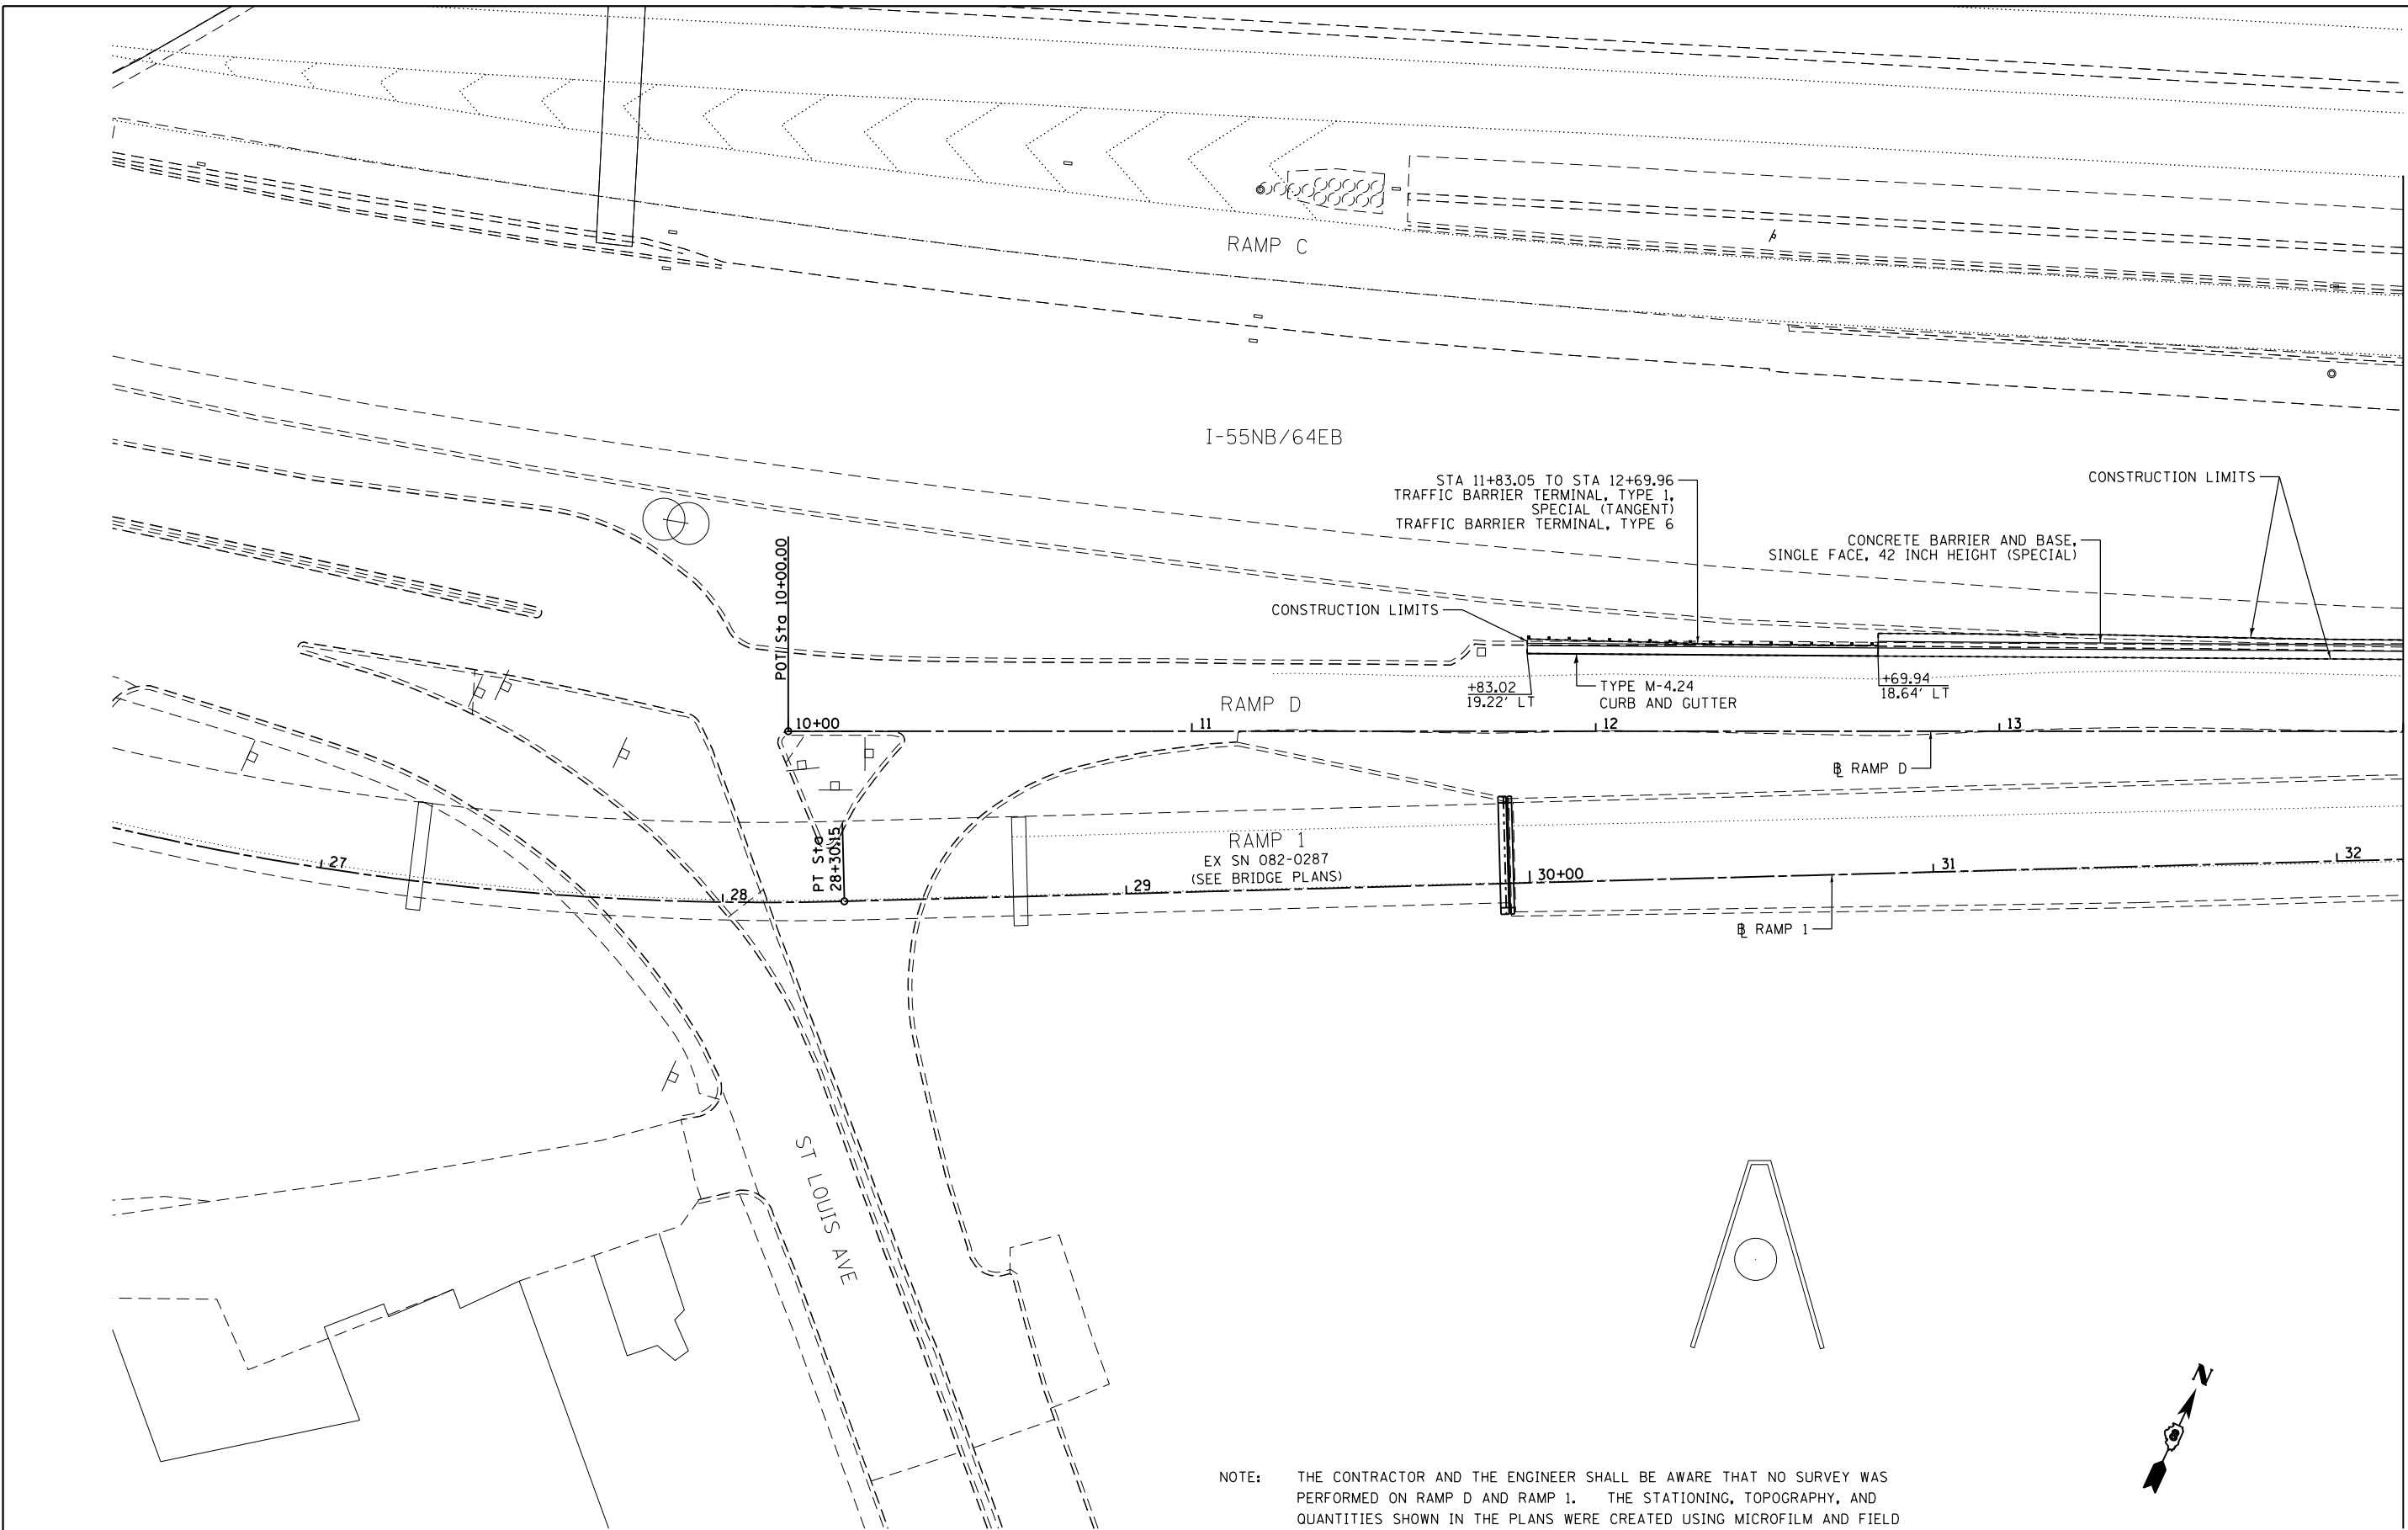 RAMP C
I-55NB/64EB
STA 11+83.05 TO STA 12+69.96
TRAFFIC BARRIER TERMINAL, TYPE 1,
SPECIAL (TANGENT)
TRAFFIC BARRIER TERMINAL, TYPE 6
CONSTRUCTION LIMITS
CONCRETE BARRIER AND BASE,
SINGLE FACE, 42 INCH HEIGHT (SPECIAL)
POT Sta 10+00.00
CONSTRUCTION LIMITS
+83.02
19.22' LT
TYPE M-4.24
CURB AND GUTTER
+69.94
18.64' LT
RAMP D
10+00
11
12
13
℄ RAMP D
PT Sta
28+30.15
RAMP 1
EX SN 082-0287
(SEE BRIDGE PLANS)
27
28
29
30+00
31
32
℄ RAMP 1
ST LOUIS AVE
N
NOTE: THE CONTRACTOR AND THE ENGINEER SHALL BE AWARE THAT NO SURVEY WAS
PERFORMED ON RAMP D AND RAMP 1. THE STATIONING, TOPOGRAPHY, AND
QUANTITIES SHOWN IN THE PLANS WERE CREATED USING MICROFILM AND FIELD